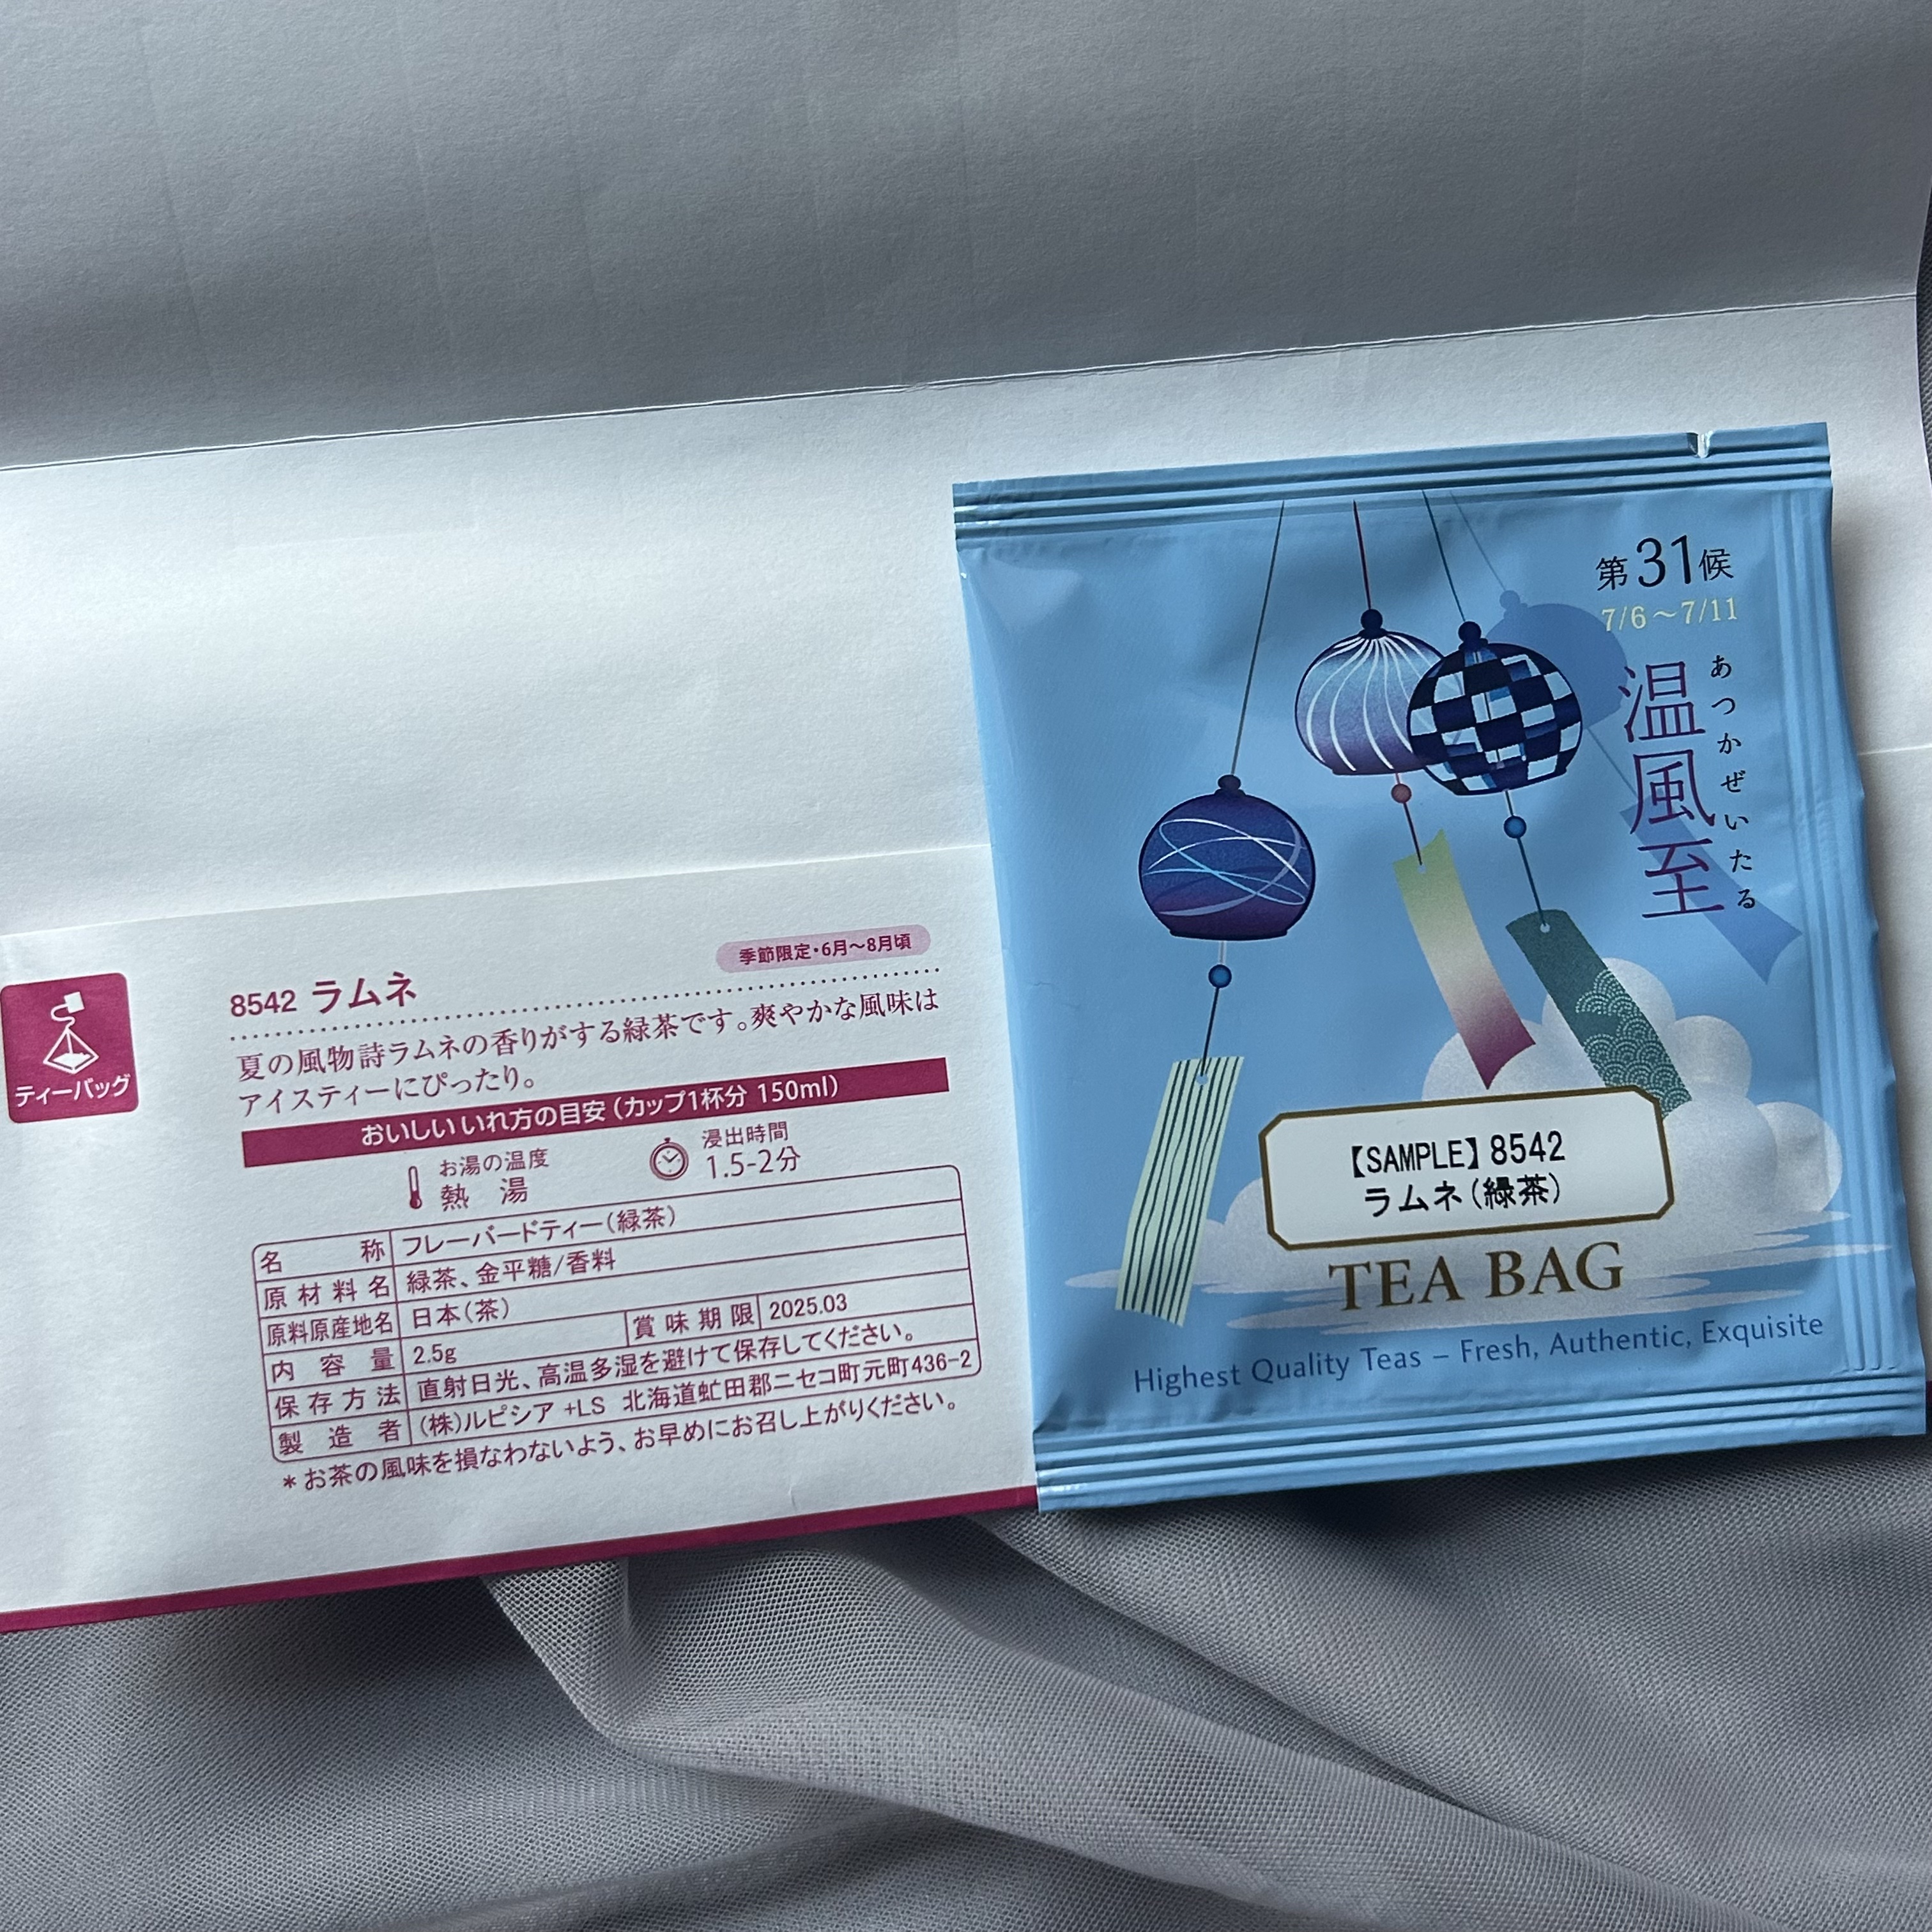 ティーバッグ
8542 ラムネ
季節限定・6月〜8月頃
夏の風物詩ラムネの香りがする緑茶です。爽やかな風味は
アイスティーにぴったり。
おいしいいれ方の目安（カップ1杯分 150ml）
お湯の温度
熱 湯
浸出時間
1.5-2分
名称 フレーバードティー（緑茶）
原材料名 緑茶、金平糖/香料
原料原産地名 日本（茶）
内容量 2.5g 賞味期限 2025.03
保存方法 直射日光、高温多湿を避けて保存してください。
製造者 (株)ルピシア +LS 北海道虻田郡ニセコ町元町436-2
＊お茶の風味を損なわないよう、お早めにお召し上がりください。
第31候
7/6〜7/11
温風至
あつかぜいたる
【SAMPLE】8542
ラムネ（緑茶）
TEA BAG
Highest Quality Teas – Fresh, Authentic, Exquisite